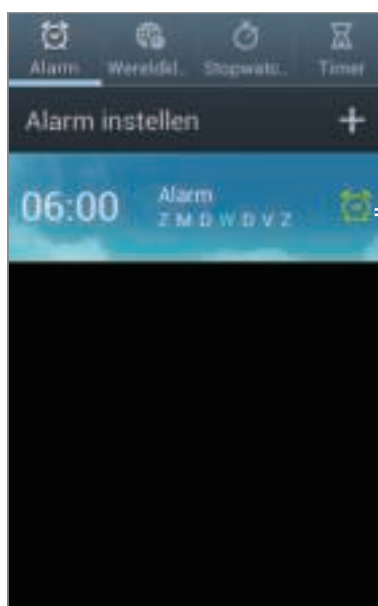 Alarm Wereldkl.. Stopwatc.. Timer
Alarm instellen +
06:00 Alarm
Z M D W D V Z